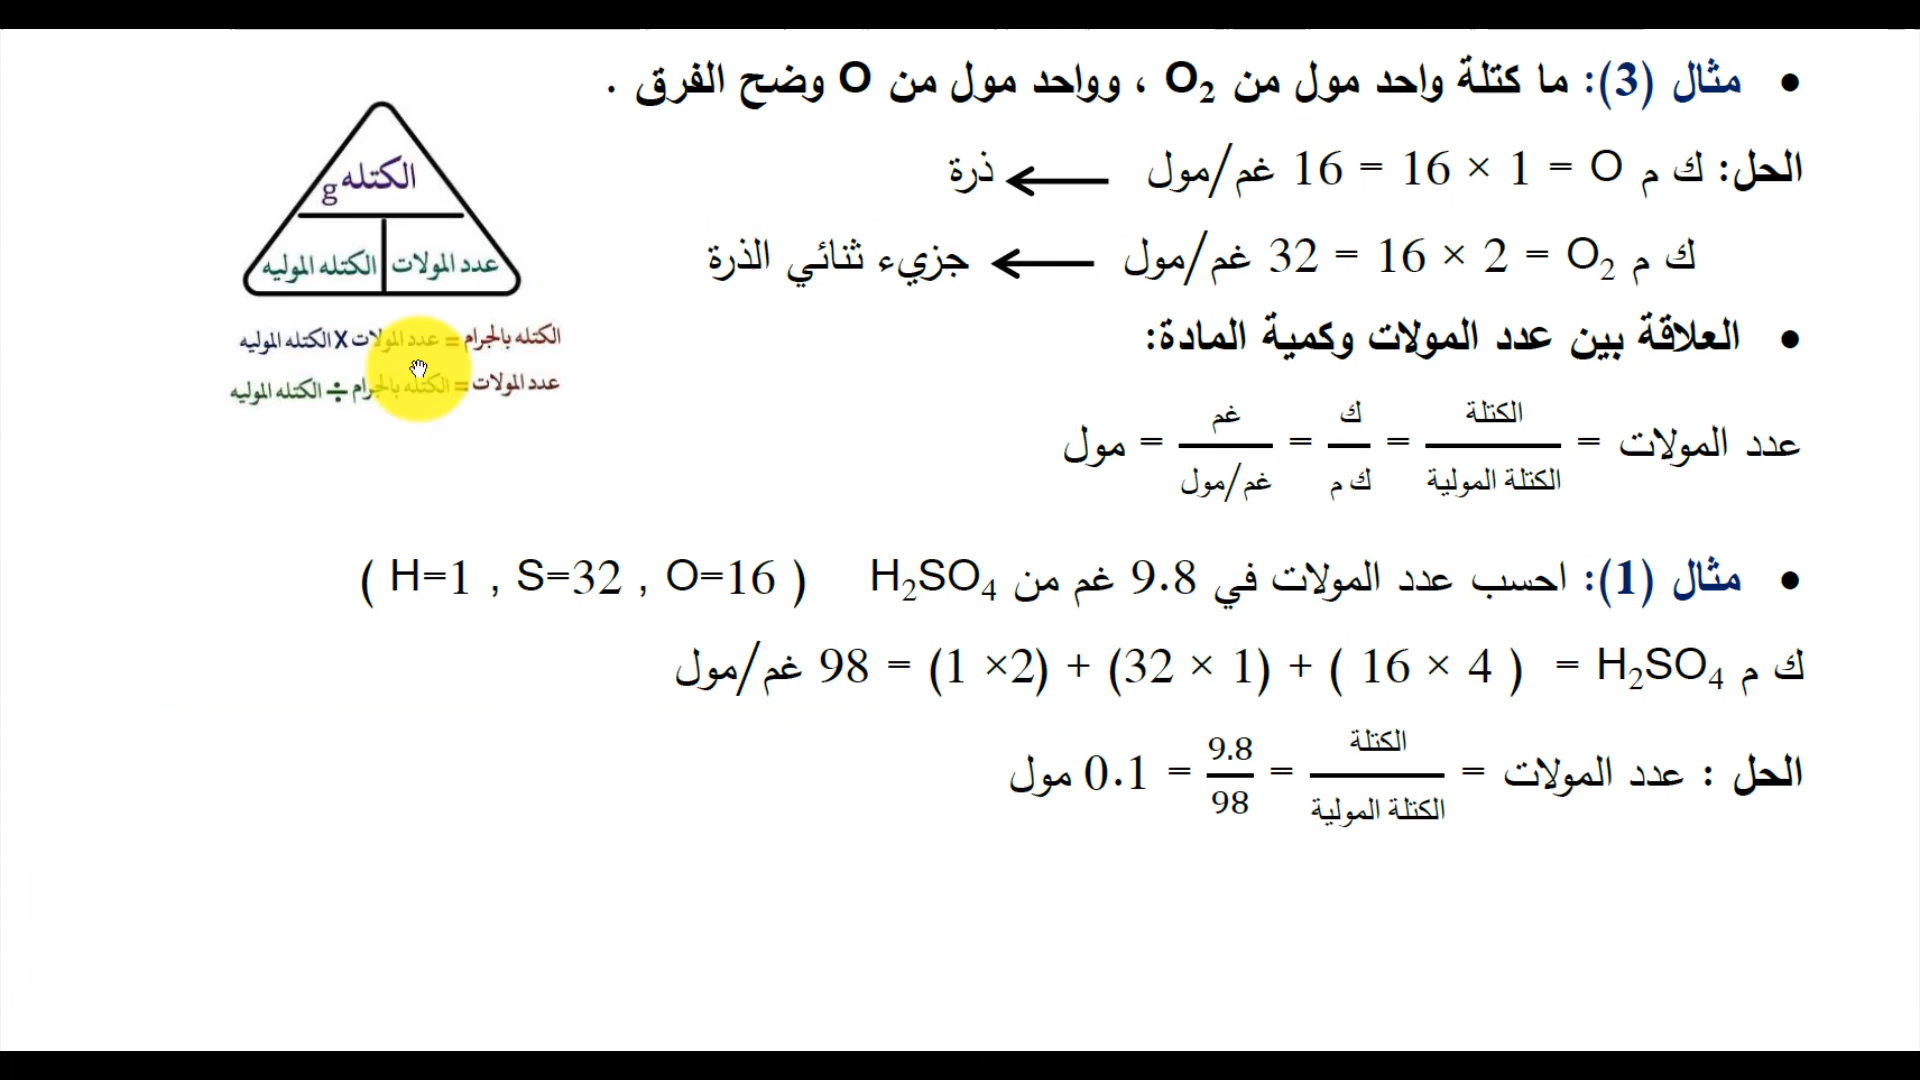 • مثال (3): ما كتلة واحد مول من O₂ ، وواحد مول من O وضح الفرق .
الحل: ك م O = 1 × 16 = 16 غم/مول ← ذرة
ك م O₂ = 2 × 16 = 32 غم/مول ← جزيء ثنائي الذرة
• العلاقة بين عدد المولات وكمية المادة:
عدد المولات = الكتلة / الكتلة المولية = ك / ك م = غم / غم/مول = مول
• مثال (1): احسب عدد المولات في 9.8 غم من H₂SO₄ ( H=1 , S=32 , O=16 )
ك م H₂SO₄ = ( 4 × 16 ) + (1 × 32) + (2× 1) = 98 غم/مول
الحل : عدد المولات = الكتلة / الكتلة المولية = 9.8 / 98 = 0.1 مول
الكتله g
عدد المولات الكتله الموليه
الكتله بالجرام = عدد المولات X الكتله الموليه
عدد المولات = الكتله بالجرام ÷ الكتله الموليه